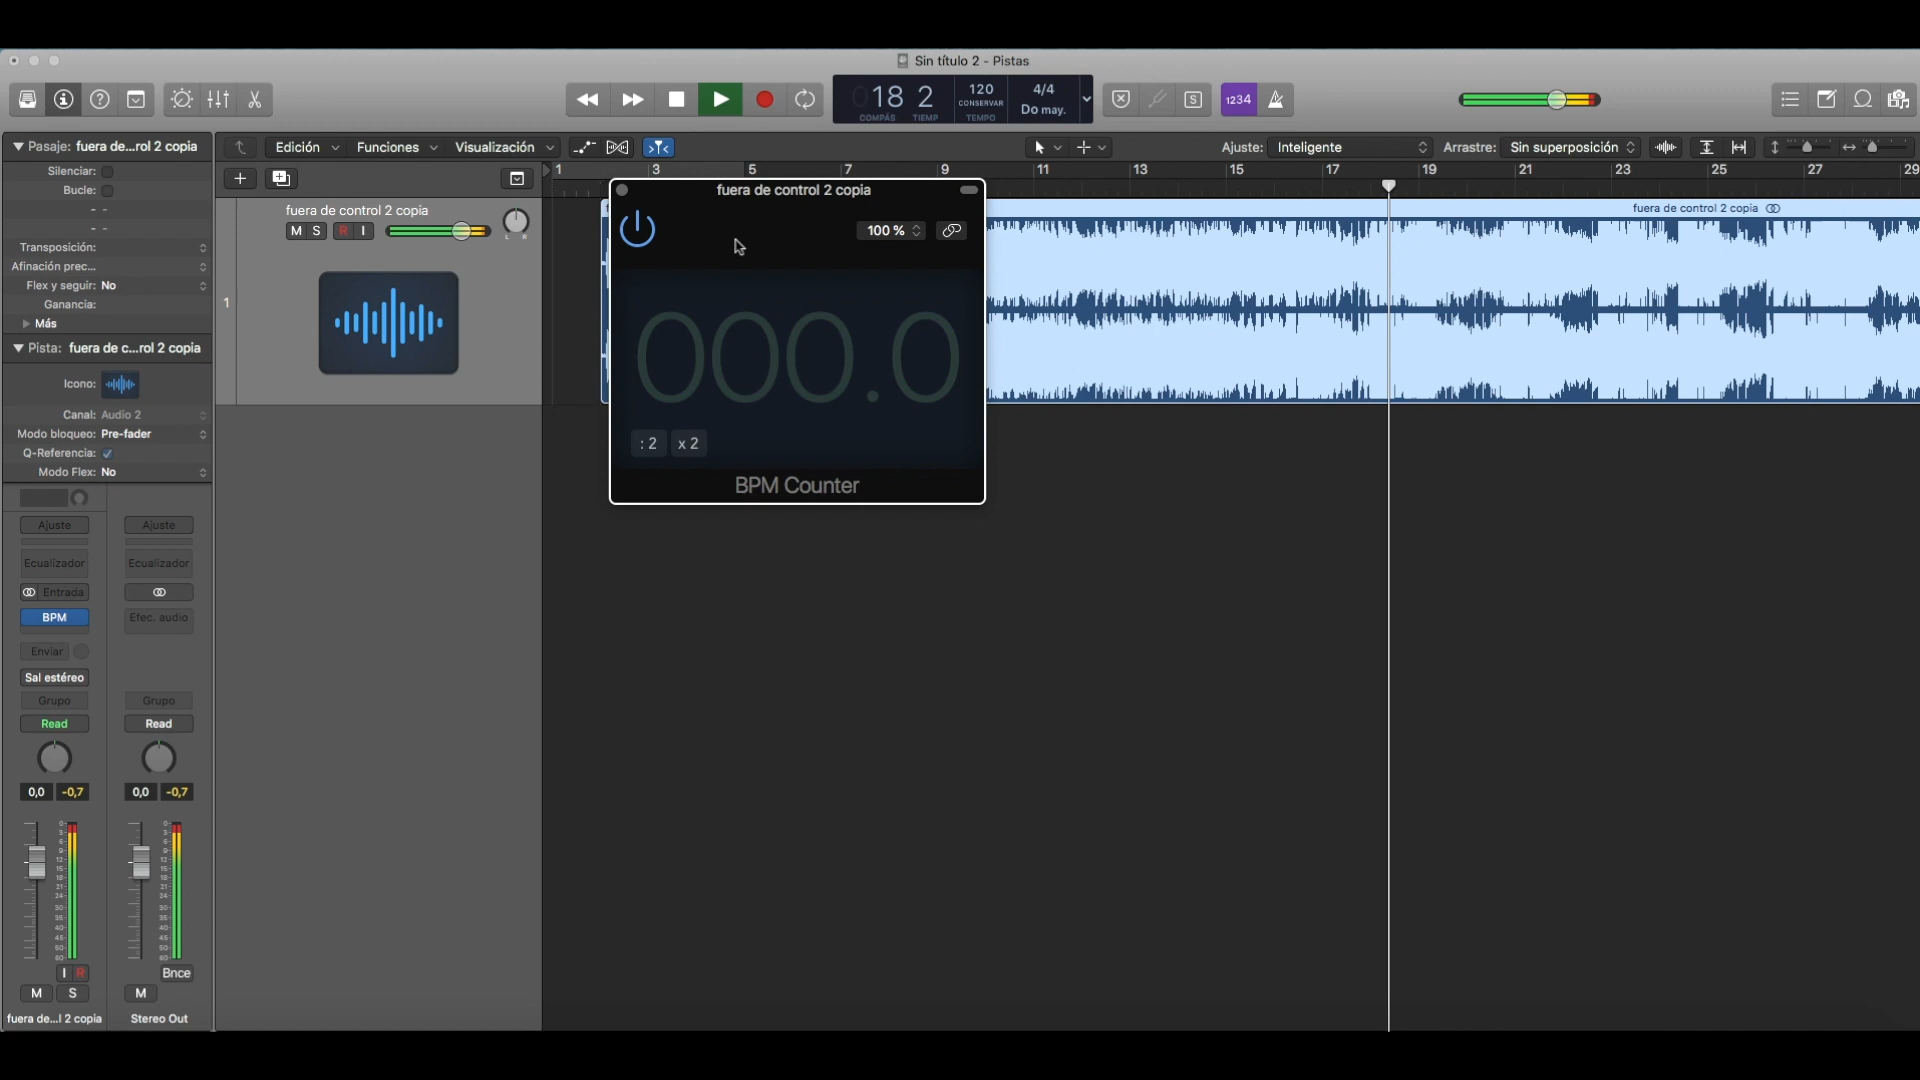 Sin título 2 - Pistas
18 2
COMPÁS TIEMP
120
CONSERVAR
TEMPO
4/4
Do may.
S
1234
Pasaje: fuera de...rol 2 copia
Silenciar:
Bucle:
- -
- -
Transposición:
Afinación prec...
Flex y seguir: No
Ganancia:
Más
Pista: fuera de c...rol 2 copia
Icono:
Canal: Audio 2
Modo bloqueo: Pre-fader
Q-Referencia:
Modo Flex: No
Edición
Funciones
Visualización
Ajuste: Inteligente
Arrastre: Sin superposición
1 3 5 7 9 11 13 15 17 19 21 23 25 27 29
fuera de control 2 copia
M S R I
L R
1
fuera de control 2 copia
100 %
000.0
: 2
x 2
BPM Counter
fuera de control 2 copia
Ajuste Ajuste
Ecualizador Ecualizador
Entrada
BPM Efec. audio
Enviar
Sal estéreo
Grupo Grupo
Read Read
0,0 -0,7 0,0 -0,7
I R Bnce
M S M
fuera de...l 2 copia Stereo Out